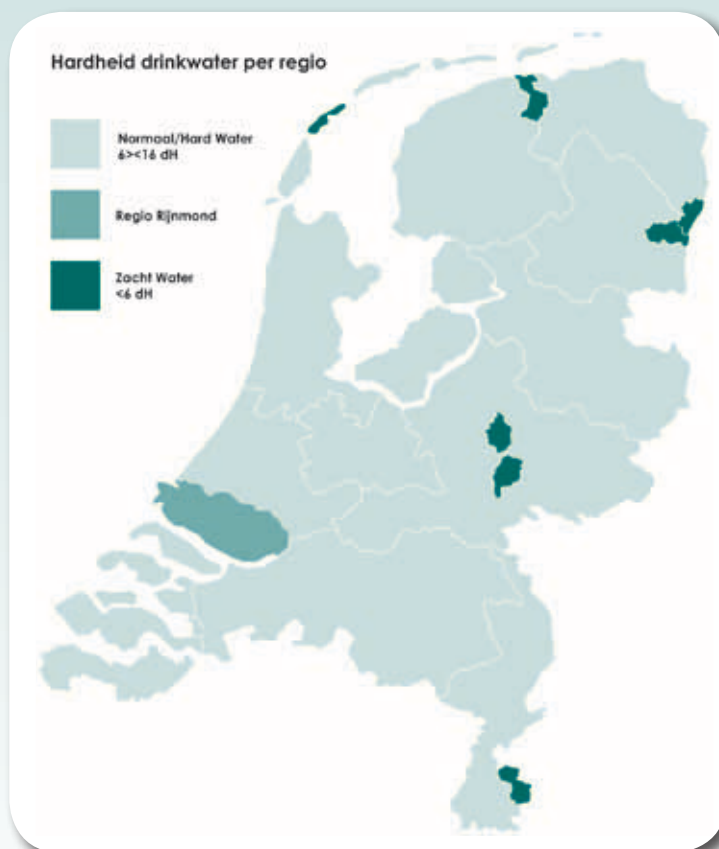 Hardheid drinkwater per regio
Normaal/Hard Water
6><16 dH
Regio Rijnmond
Zacht Water
<6 dH